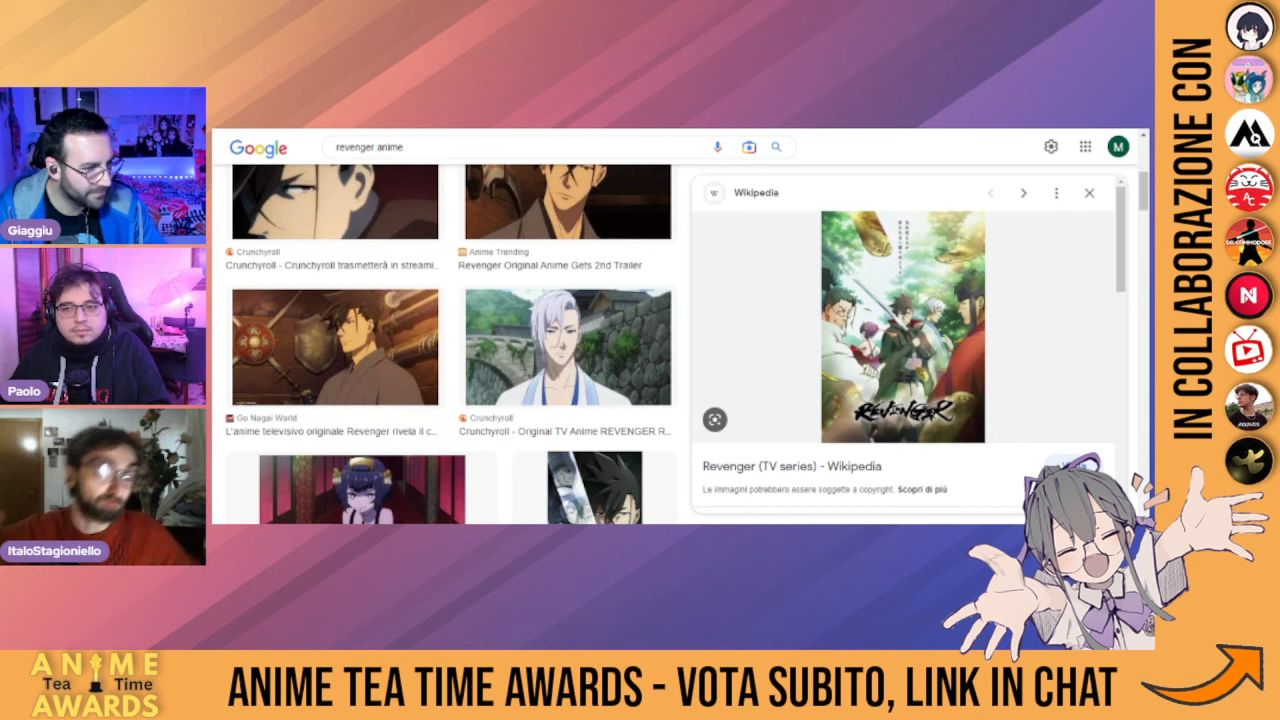 Giaggiu
Paolo
ItaloStagioniello
Google
revenger anime
M
Crunchyroll
Crunchyroll - Crunchyroll trasmetterà in streami...
Anime Trending
Revenger Original Anime Gets 2nd Trailer
Go Nagai World
L'anime televisivo originale Revenger rivela il c...
Crunchyroll
Crunchyroll - Original TV Anime REVENGER R...
W
Wikipedia
REVENGER
Revenger (TV series) - Wikipedia
Le immagini potrebbero essere soggette a copyright. Scopri di più
IN COLLABORAZIONE CON
AC
DR COMMODORE
N
ANIME
Tea Time
AWARDS
ANIME TEA TIME AWARDS - VOTA SUBITO, LINK IN CHAT